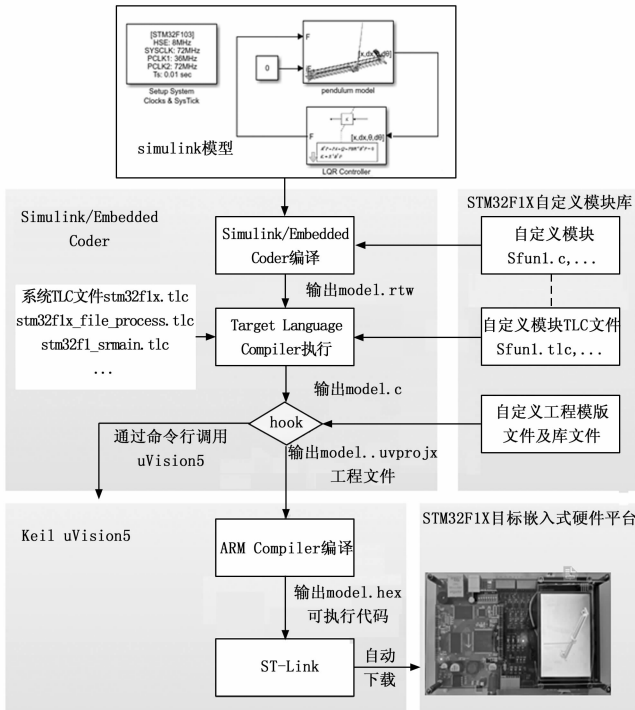 [STM32F103]
HSE: 8MHz
SYSCLK: 72MHz
PCLK1: 36MHz
PCLK2: 72MHz
Ts: 0.01 sec
Setup System
Clocks & SysTick
simulink模型
F
0
[x,dx,θ,dθ]
pendulum model
F
[x,dx,θ,dθ]
LQR Controller
Simulink/Embedded
Coder
STM32F1X自定义模块库
Simulink/Embedded
Coder编译
自定义模块
Sfun1.c,...
输出model.rtw
系统TLC文件stm32f1x.tlc
stm32f1x_file_process.tlc
stm32f1_srmain.tlc
...
Target Language
Compiler执行
自定义模块TLC文件
Sfun1.tlc,...
输出model.c
hook
自定义工程模版
文件及库文件
通过命令行调用
uVision5
输出model..uvprojx
工程文件
Keil uVision5
STM32F1X目标嵌入式硬件平台
ARM Compiler编译
输出model.hex
可执行代码
ST-Link
自动
下载